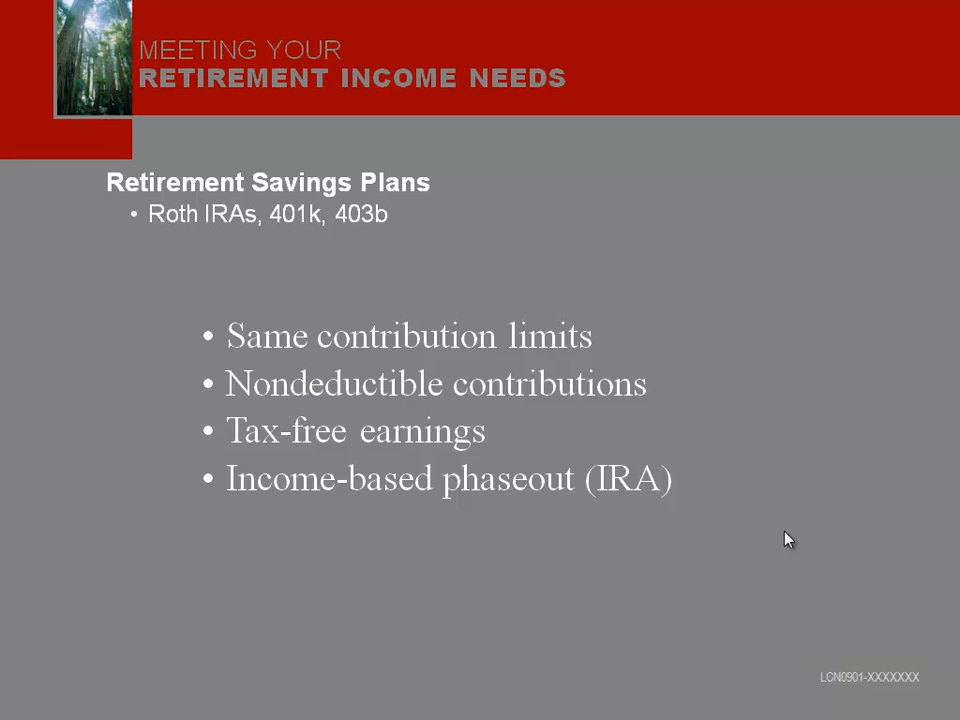 MEETING YOUR
RETIREMENT INCOME NEEDS
Retirement Savings Plans
• Roth IRAs, 401k, 403b
• Same contribution limits
• Nondeductible contributions
• Tax-free earnings
• Income-based phaseout (IRA)
LCN0901-XXXXXXX